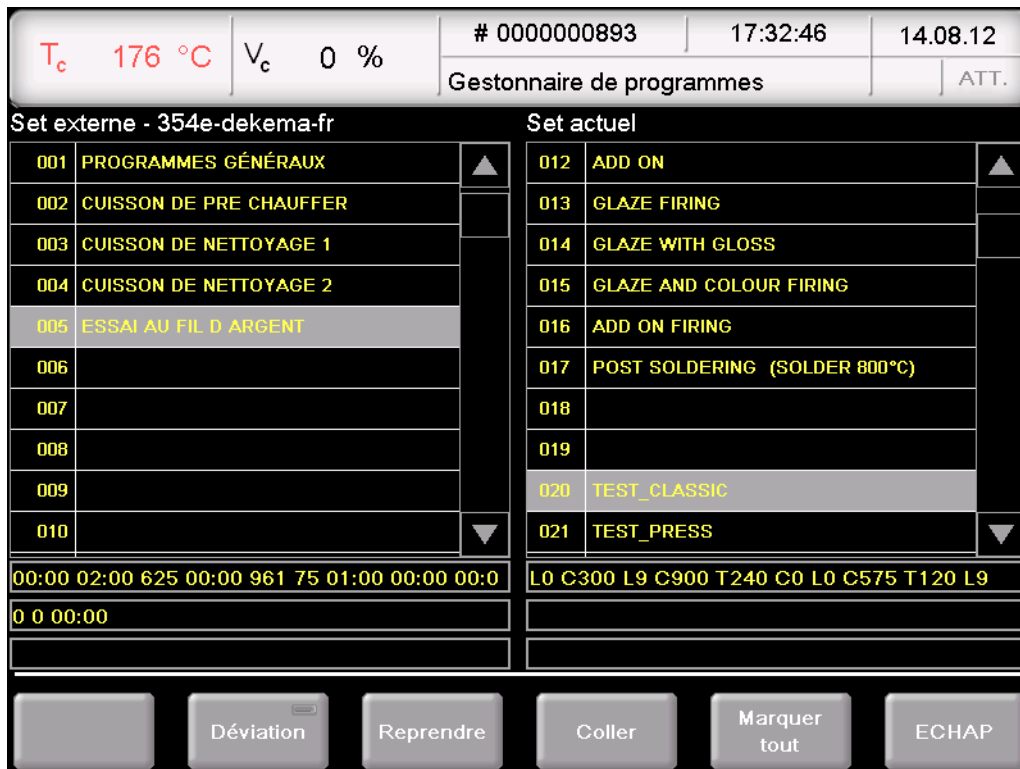 Tc 176 °C Vc 0 % # 0000000893 17:32:46 14.08.12
Gestonnaire de programmes ATT.
Set externe - 354e-dekema-fr
001 PROGRAMMES GÉNÉRAUX
002 CUISSON DE PRE CHAUFFER
003 CUISSON DE NETTOYAGE 1
004 CUISSON DE NETTOYAGE 2
005 ESSAI AU FIL D ARGENT
006
007
008
009
010
00:00 02:00 625 00:00 961 75 01:00 00:00 00:0
0 0 00:00
Set actuel
012 ADD ON
013 GLAZE FIRING
014 GLAZE WITH GLOSS
015 GLAZE AND COLOUR FIRING
016 ADD ON FIRING
017 POST SOLDERING (SOLDER 800°C)
018
019
020 TEST_CLASSIC
021 TEST_PRESS
L0 C300 L9 C900 T240 C0 L0 C575 T120 L9
Déviation
Reprendre
Coller
Marquer
tout
ECHAP